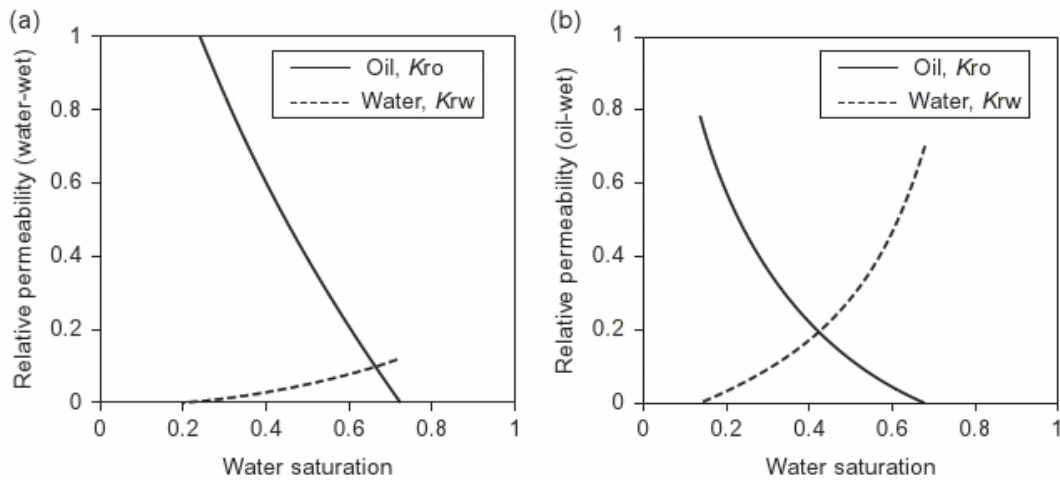 (a)
Relative permeability (water-wet)
1
0.8
0.6
0.4
0.2
0
Oil, Kro
Water, Krw
0
0.2
0.4
0.6
0.8
1
Water saturation
(b)
Relative permeability (oil-wet)
1
0.8
0.6
0.4
0.2
0
Oil, Kro
Water, Krw
0
0.2
0.4
0.6
0.8
1
Water saturation